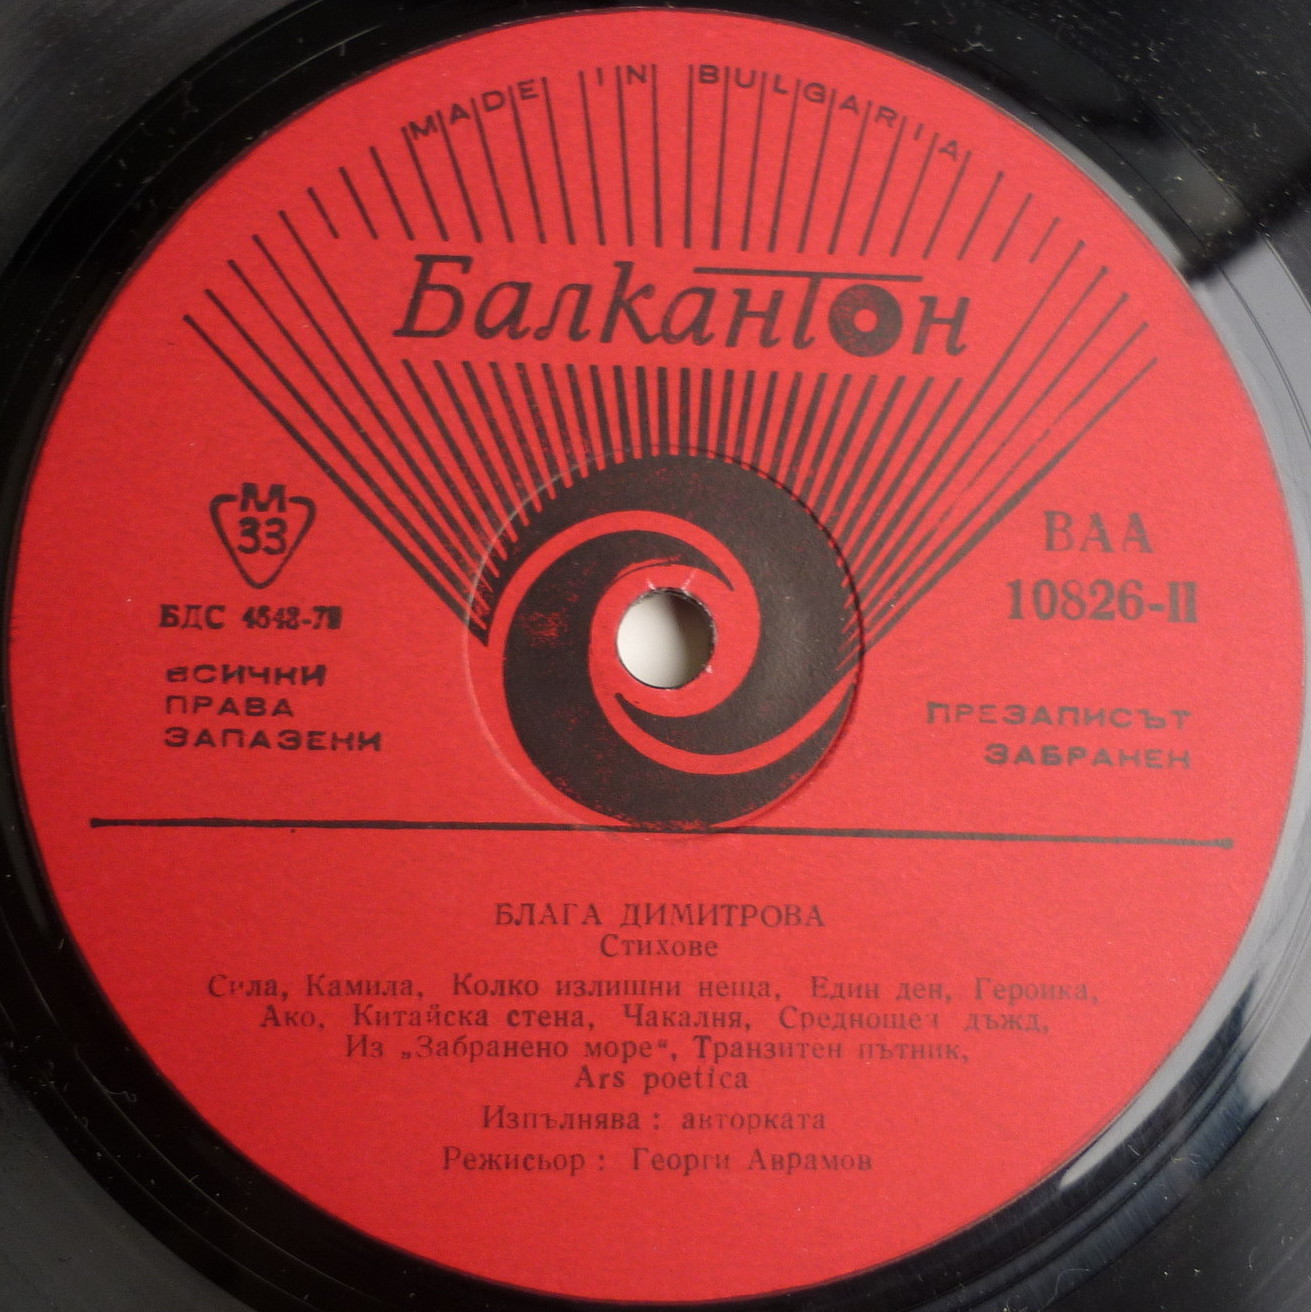 MADE IN BULGARIA
Балкантон
М
33
БДС
ВСИЧКИ
ПРАВА
ЗАПАЗЕНИ
ВАА
10826-II
ПРЕЗАПИСЪТ
ЗАБРАНЕН
БЛАГА ДИМИТРОВА
Стихове
Сила, Камила, Колко излишни неща, Един ден, Героика,
Ако, Китайска стена, Чакалня, Среднощен дъжд,
Из „Забранено море“, Транзитен пътник,
Ars poetica
Изпълнява : авторката
Режисьор : Георги Аврамов